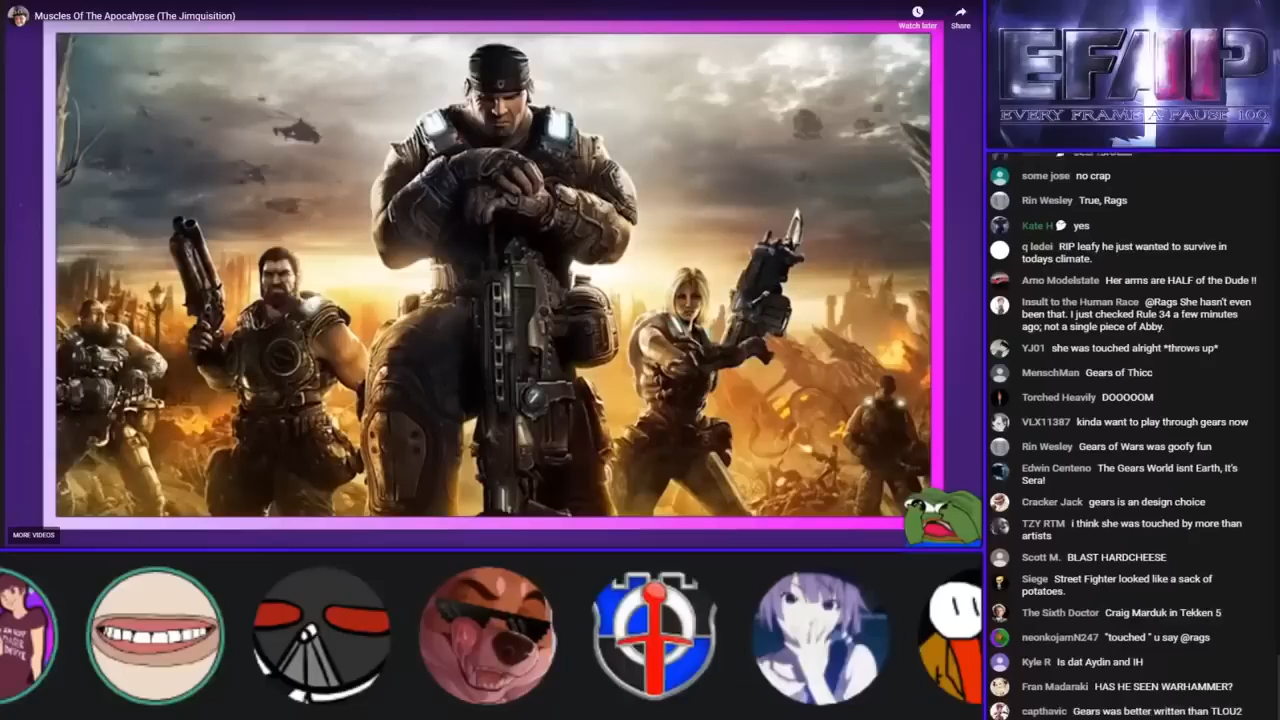 Muscles Of The Apocalypse (The Jimquisition)
Watch later
Share
MORE VIDEOS
EFAP
EVERY FRAME A PAUSE 100
some jose no crap
Rin Wesley True, Rags
Kate H yes
q ledei RIP leafy he just wanted to survive in
todays climate.
Arno Modelstate Her arms are HALF of the Dude !!
Insult to the Human Race @Rags She hasn't even
been that. I just checked Rule 34 a few minutes
ago; not a single piece of Abby.
YJ01 she was touched alright *throws up*
MenschMan Gears of Thicc
Torched Heavily DOOOOOM
VLX11387 kinda want to play through gears now
Rin Wesley Gears of Wars was goofy fun
Edwin Centeno The Gears World isnt Earth, It's
Sera!
Cracker Jack gears is an design choice
TZY RTM i think she was touched by more than
artists
Scott M. BLAST HARDCHEESE
Siege Street Fighter looked like a sack of
potatoes.
The Sixth Doctor Craig Marduk in Tekken 5
neonkojamN247 "touched" u say @rags
Kyle R Is dat Aydin and IH
Fran Madaraki HAS HE SEEN WARHAMMER?
capthavic Gears was better written than TLOU2